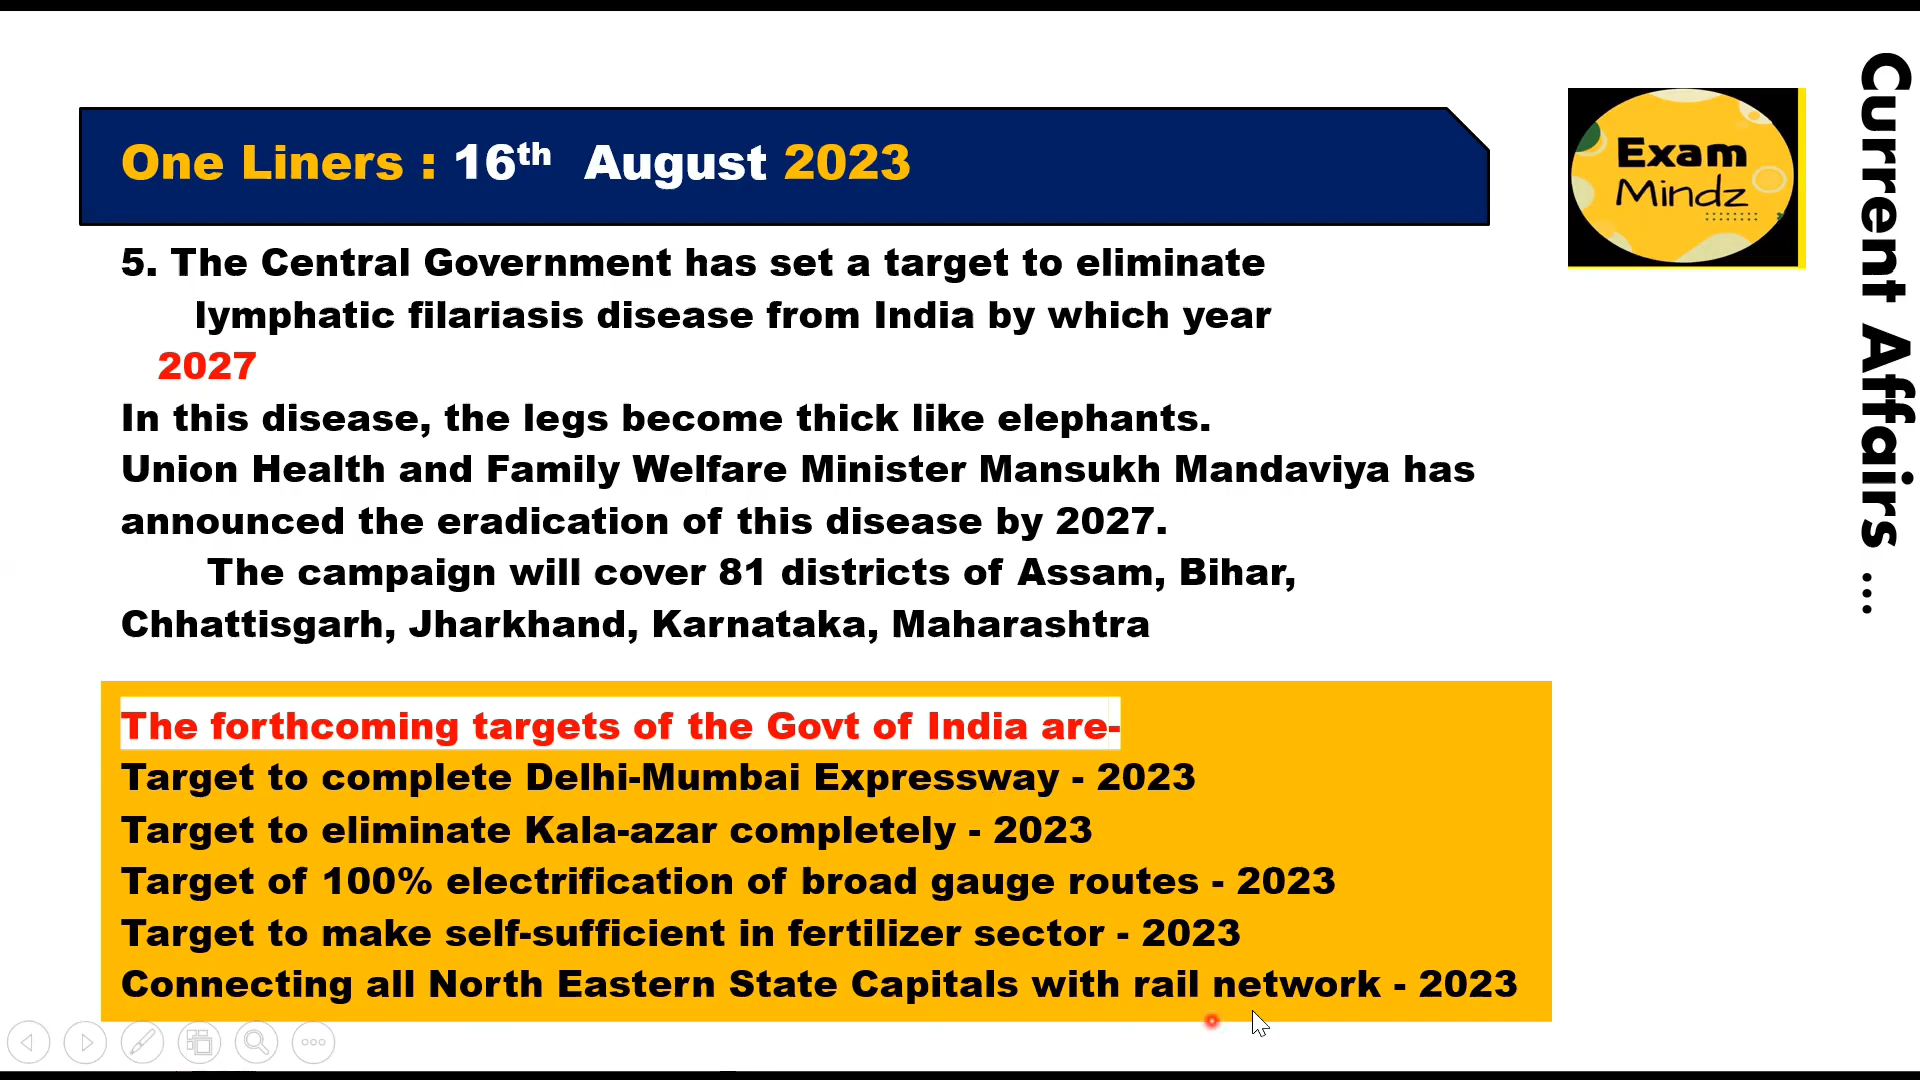 One Liners : 16th August 2023
Exam
Mindz
Current Affairs ...
5. The Central Government has set a target to eliminate
lymphatic filariasis disease from India by which year
2027
In this disease, the legs become thick like elephants.
Union Health and Family Welfare Minister Mansukh Mandaviya has
announced the eradication of this disease by 2027.
The campaign will cover 81 districts of Assam, Bihar,
Chhattisgarh, Jharkhand, Karnataka, Maharashtra
The forthcoming targets of the Govt of India are-
Target to complete Delhi-Mumbai Expressway - 2023
Target to eliminate Kala-azar completely - 2023
Target of 100% electrification of broad gauge routes - 2023
Target to make self-sufficient in fertilizer sector - 2023
Connecting all North Eastern State Capitals with rail network - 2023